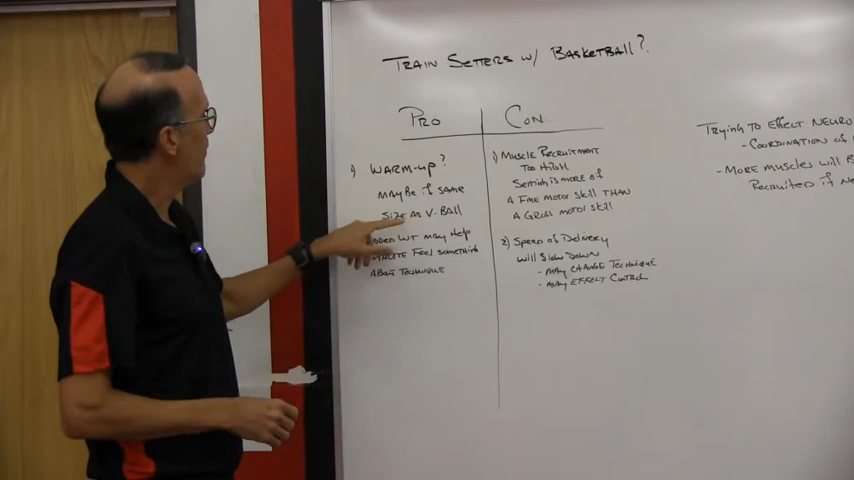 TRAIN SETTERS w/ BASKETBALL?
PRO
1) WARM-UP?
MAYBE if SAME
SIZE AS V-BALL
ADDED WT MAY HELP
ATHLETE FEEL SOMETHING
ABOUT TECHNIQUE
CON
1) MUSCLE RECRUITMENT
TOO HIGH
SETTING IS MORE OF
A FINE MOTOR SKILL THAN
A GROSS MOTOR SKILL
2) SPEED OF DELIVERY
WILL SLOW DOWN
- MAY CHANGE TECHNIQUE
- MAY EFFECT CONTROL
TRYING TO EFFECT NEURO
- COORDINATION OF
- MORE MUSCLES WILL
RECRUITED IF